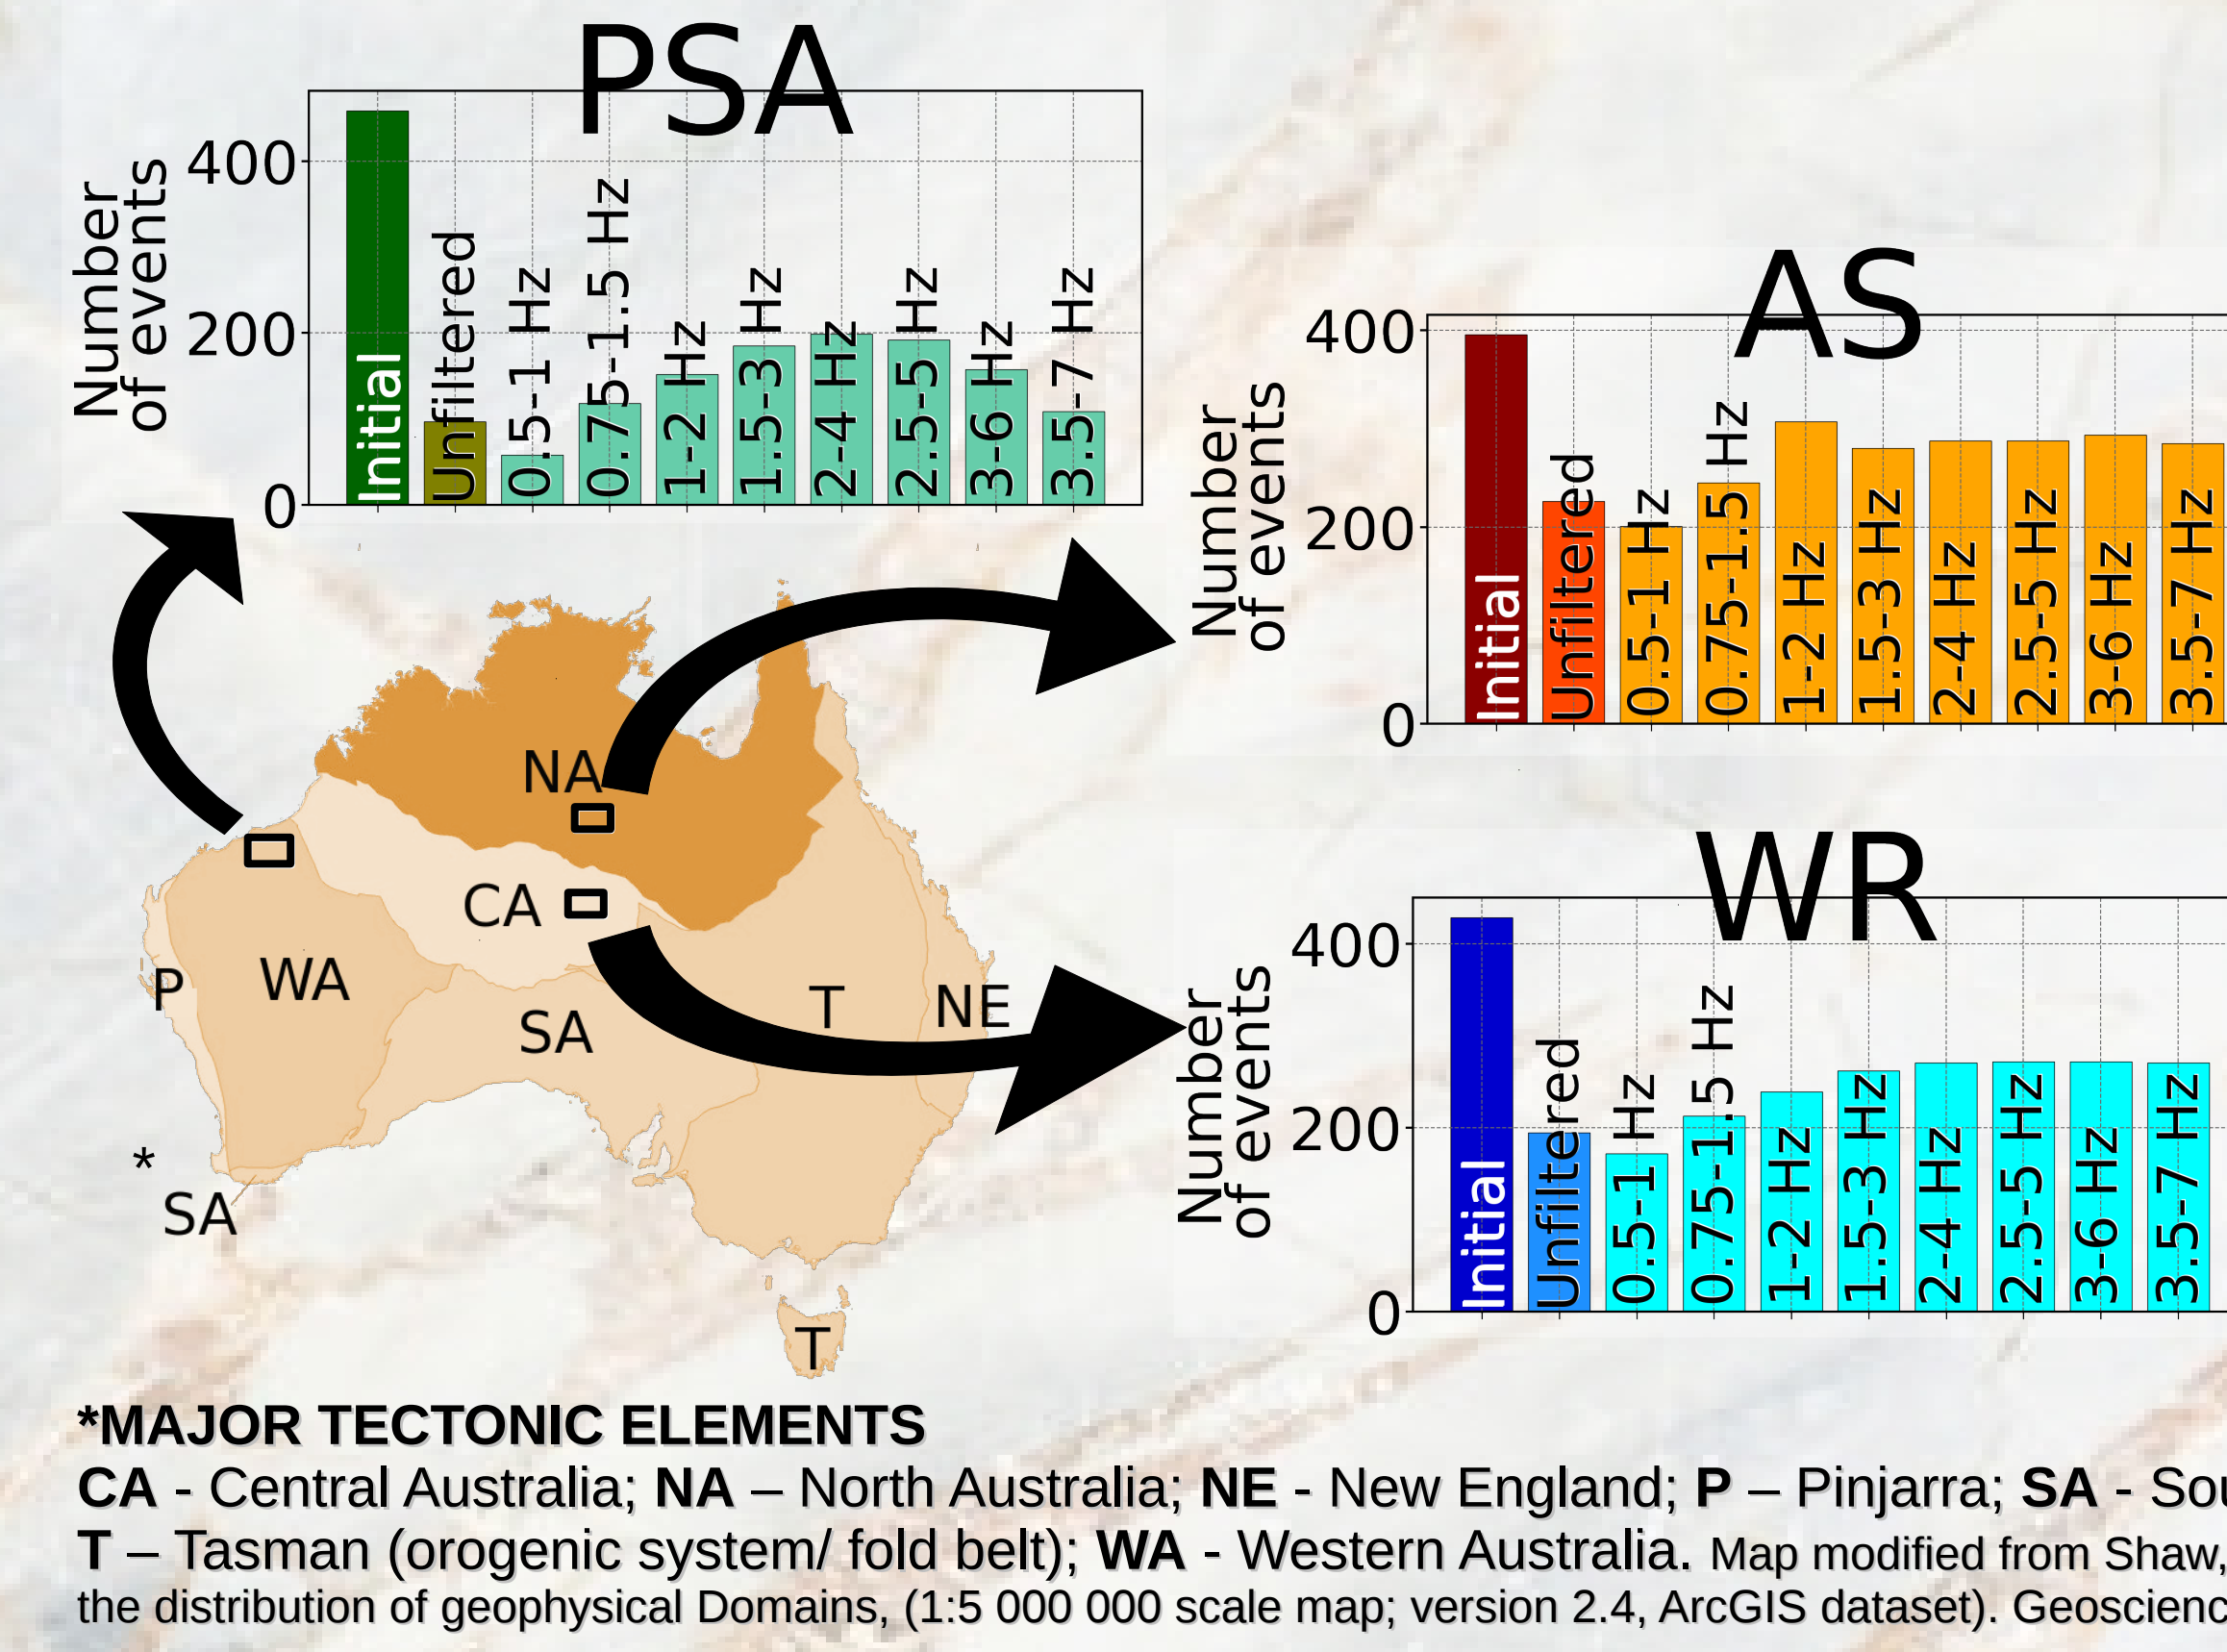 PSA
Number
of events
400
200
0
Initial
Unfiltered
0.5-1 Hz
0.75-1.5 Hz
1-2 Hz
1.5-3 Hz
2-4 Hz
2.5-5 Hz
3-6 Hz
3.5-7 Hz
AS
Number
of events
400
200
0
Initial
Unfiltered
0.5-1 Hz
0.75-1.5 Hz
1-2 Hz
1.5-3 Hz
2-4 Hz
2.5-5 Hz
3-6 Hz
3.5-7 Hz
WR
Number
of events
400
200
0
Initial
Unfiltered
0.5-1 Hz
0.75-1.5 Hz
1-2 Hz
1.5-3 Hz
2-4 Hz
2.5-5 Hz
3-6 Hz
3.5-7 Hz
NA
CA
P
WA
SA
T
NE
*
SA
T
*MAJOR TECTONIC ELEMENTS
CA - Central Australia; NA – North Australia; NE - New England; P – Pinjarra; SA - Sou
T – Tasman (orogenic system/ fold belt); WA - Western Australia. Map modified from Shaw,
the distribution of geophysical Domains, (1:5 000 000 scale map; version 2.4, ArcGIS dataset). Geoscienc